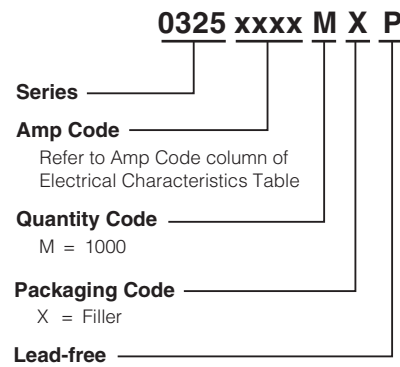 0325 xxxx M X P
Series
Amp Code
Refer to Amp Code column of
Electrical Characteristics Table
Quantity Code
M = 1000
Packaging Code
X = Filler
Lead-free